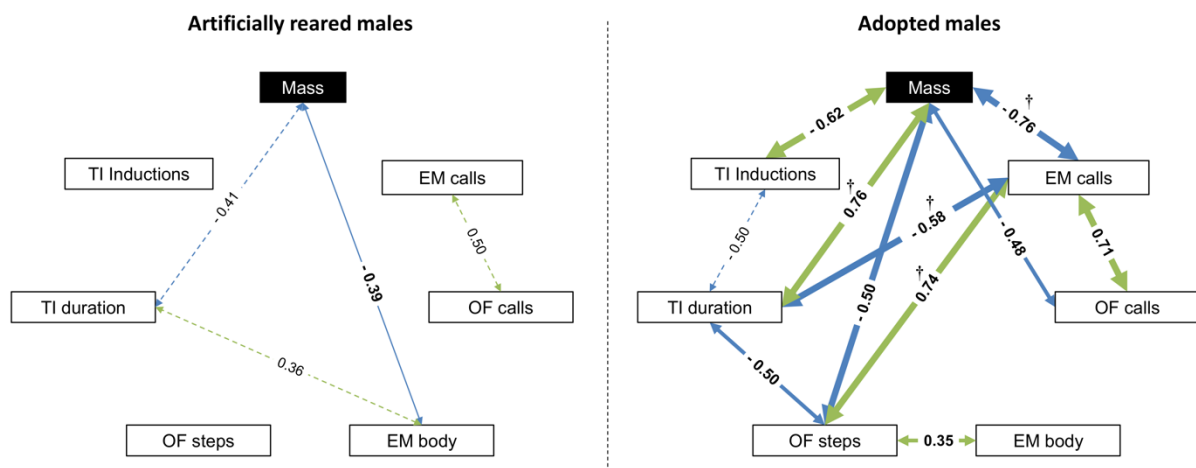 Artificially reared males
Mass
TI Inductions
EM calls
- 0.41
0.50
- 0.39
TI duration
OF calls
0.36
OF steps
EM body
Adopted males
Mass
†
- 0.62
- 0.76
TI Inductions
EM calls
†
0.76
†
- 0.58
- 0.50
- 0.48
0.71
†
0.74
TI duration
- 0.50
OF calls
- 0.50
OF steps
0.35
EM body